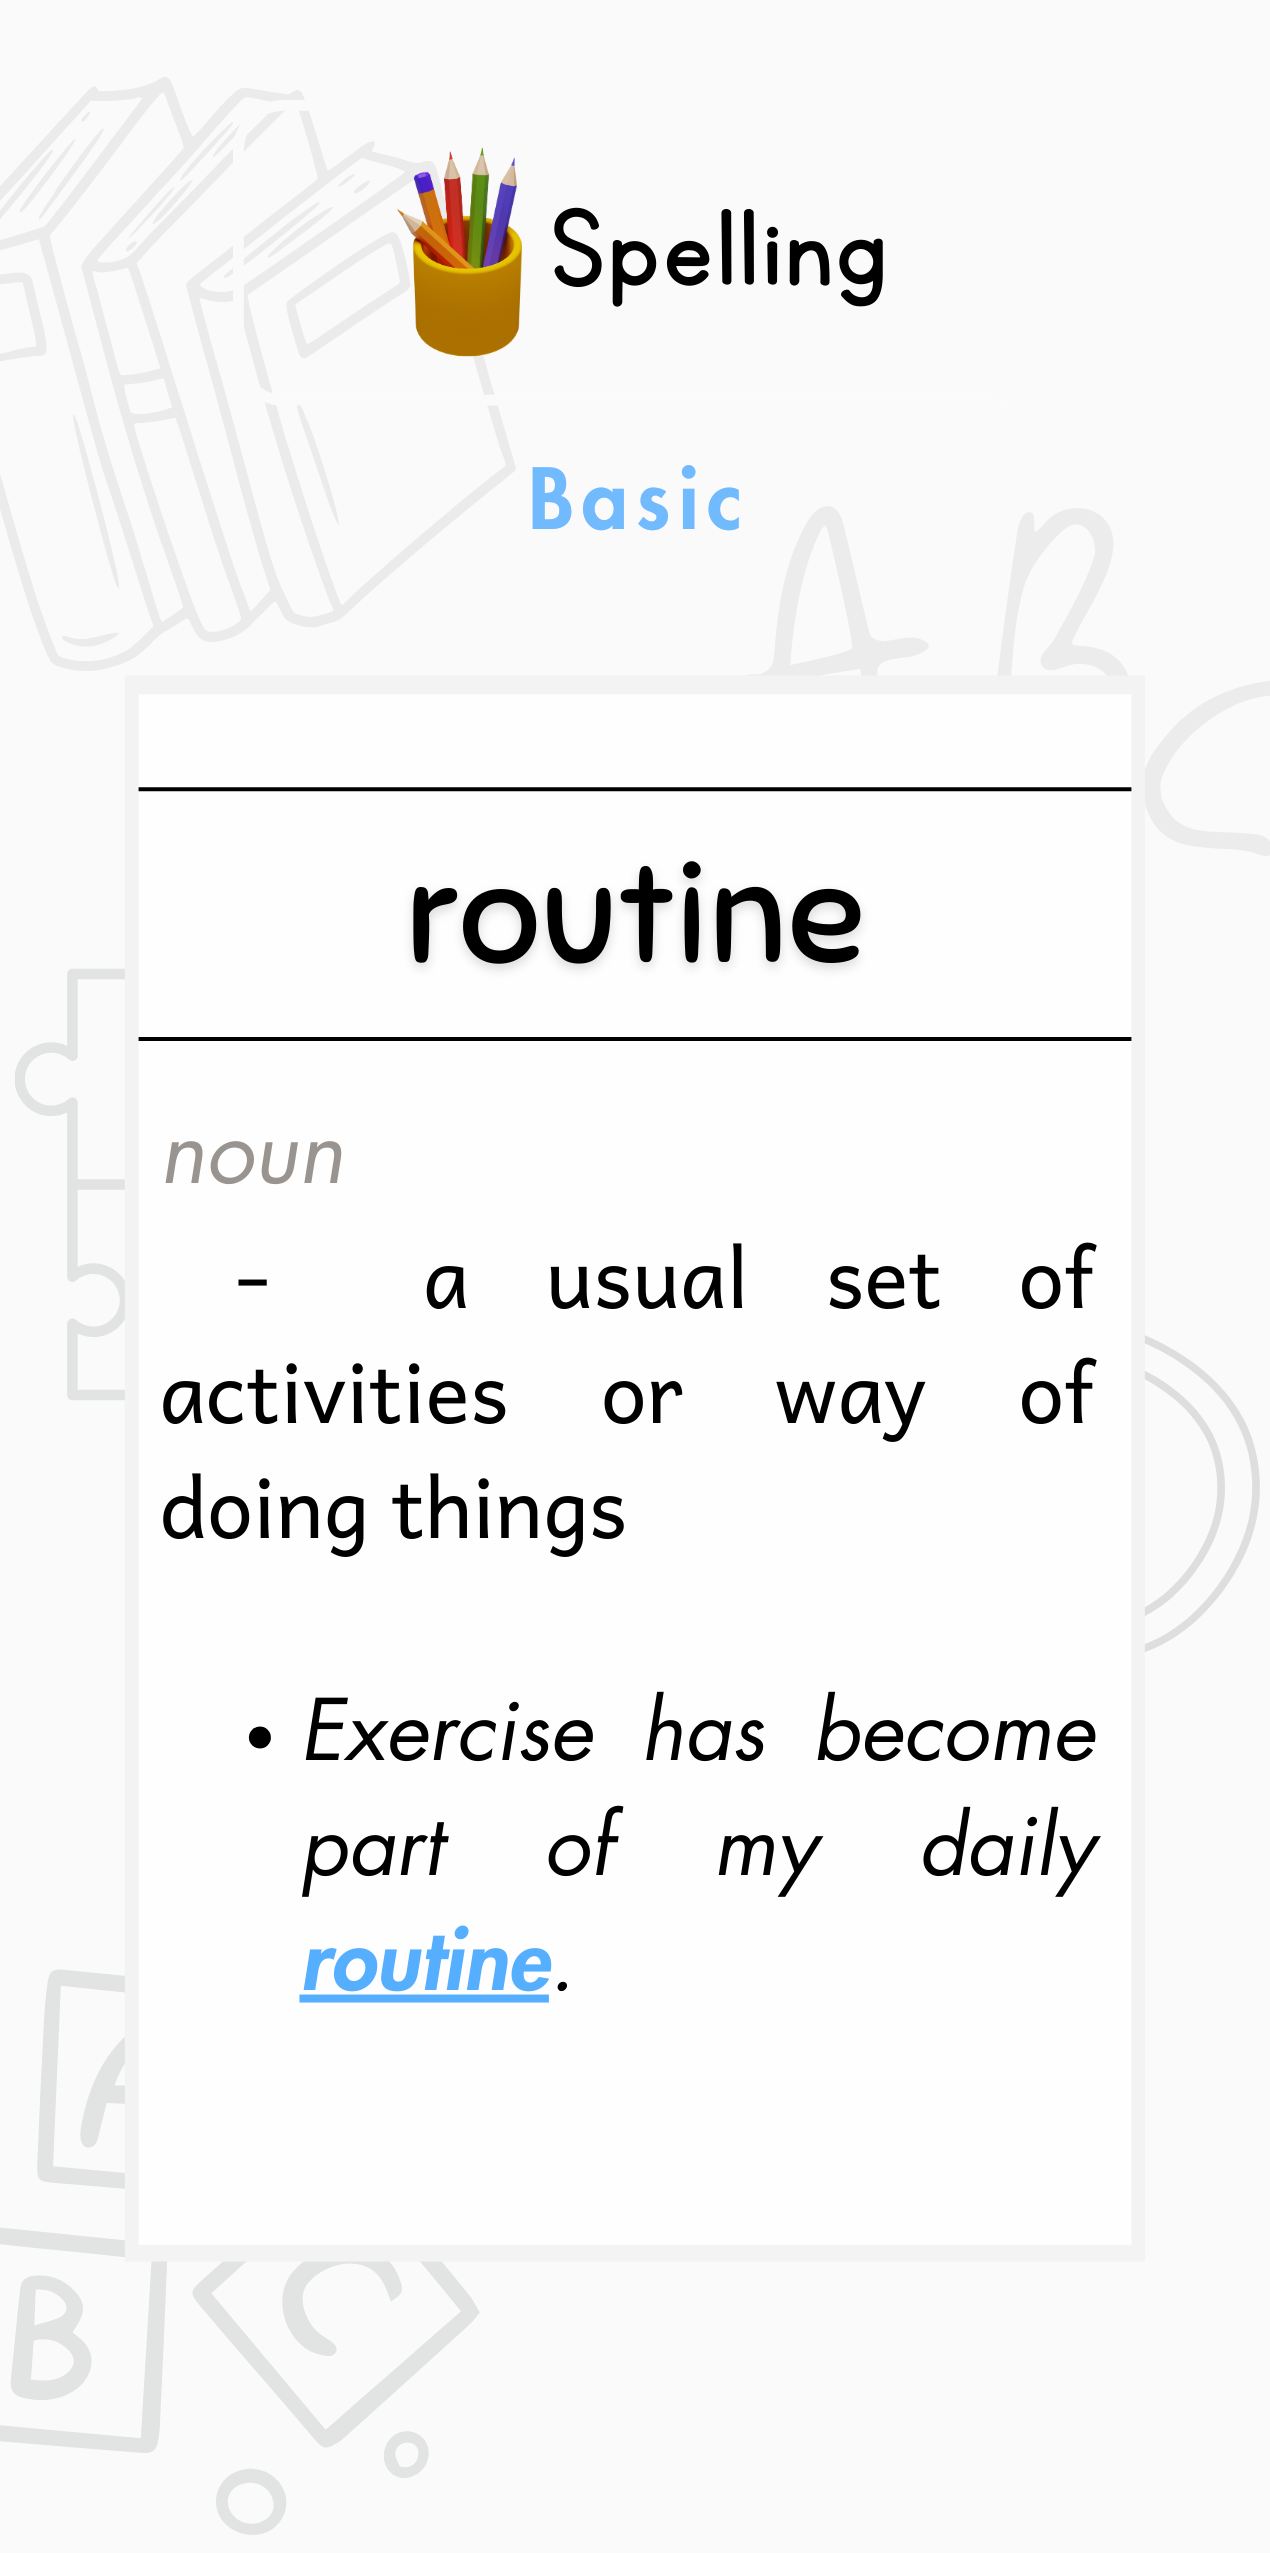 Spelling
Basic
A B
routine
noun
- a usual set of
activities or way of
doing things
• Exercise has become
part of my daily
routine.
A
B
C